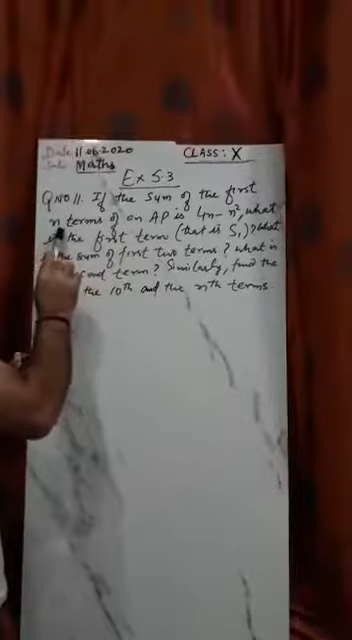 Date 11.06.2020
CLASS: X
Sub: Maths
Ex 5.3
Q NO 11. If the Sum of the first
n terms of an AP is 4n-n², what
is the first term (that is S₁)? What
the sum of first two terms? what is
term? Similarly, find the
the 10th and the nth terms.